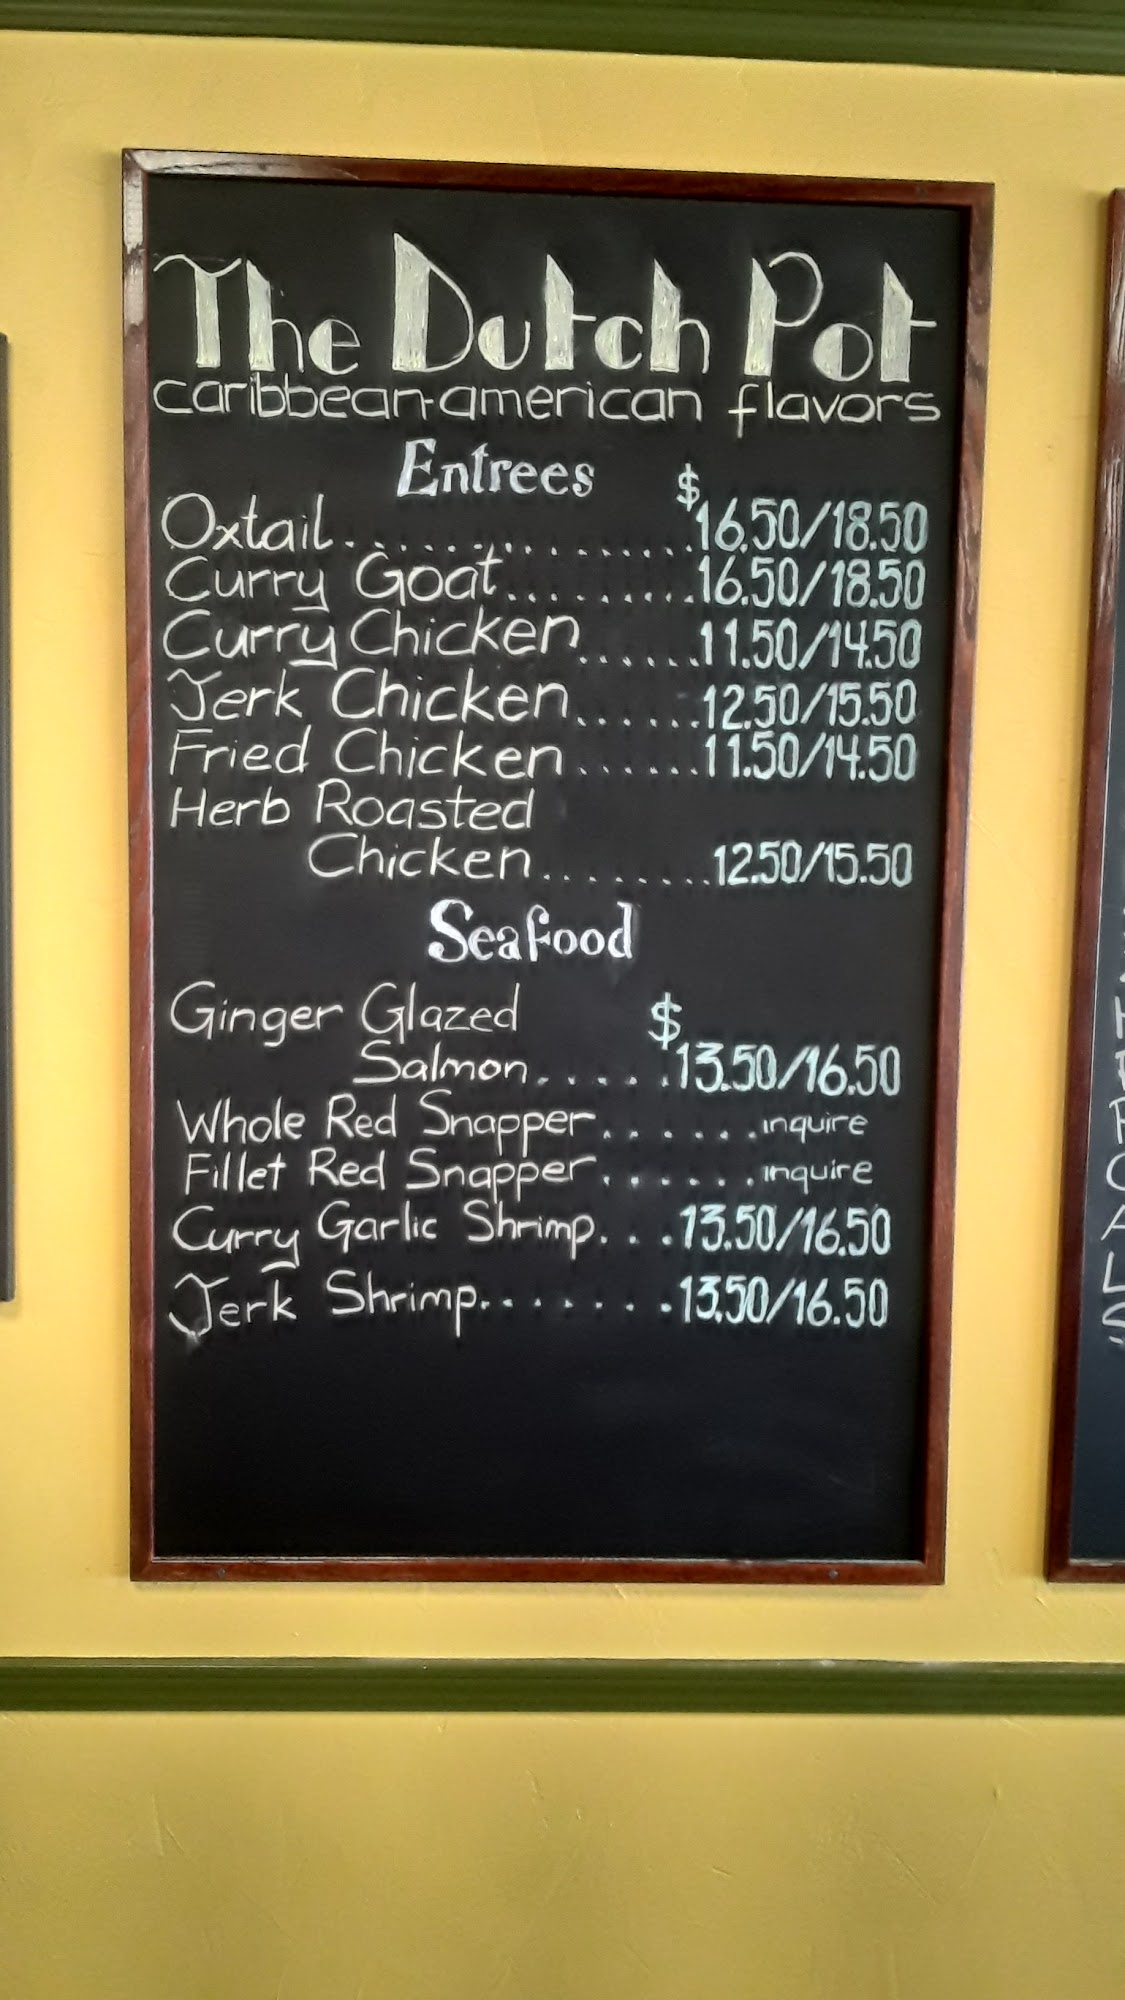 The Dutch Pot
caribbean-american flavors
Entrees $
Oxtail................16.50/18.50
Curry Goat.........16.50/18.50
Curry Chicken......11.50/14.50
Jerk Chicken......12.50/15.50
Fried Chicken......11.50/14.50
Herb Roasted
Chicken........12.50/15.50
Seafood
Ginger Glazed $
Salmon.....13.50/16.50
Whole Red Snapper......inquire
Fillet Red Snapper......inquire
Curry Garlic Shrimp...13.50/16.50
Jerk Shrimp........13.50/16.50